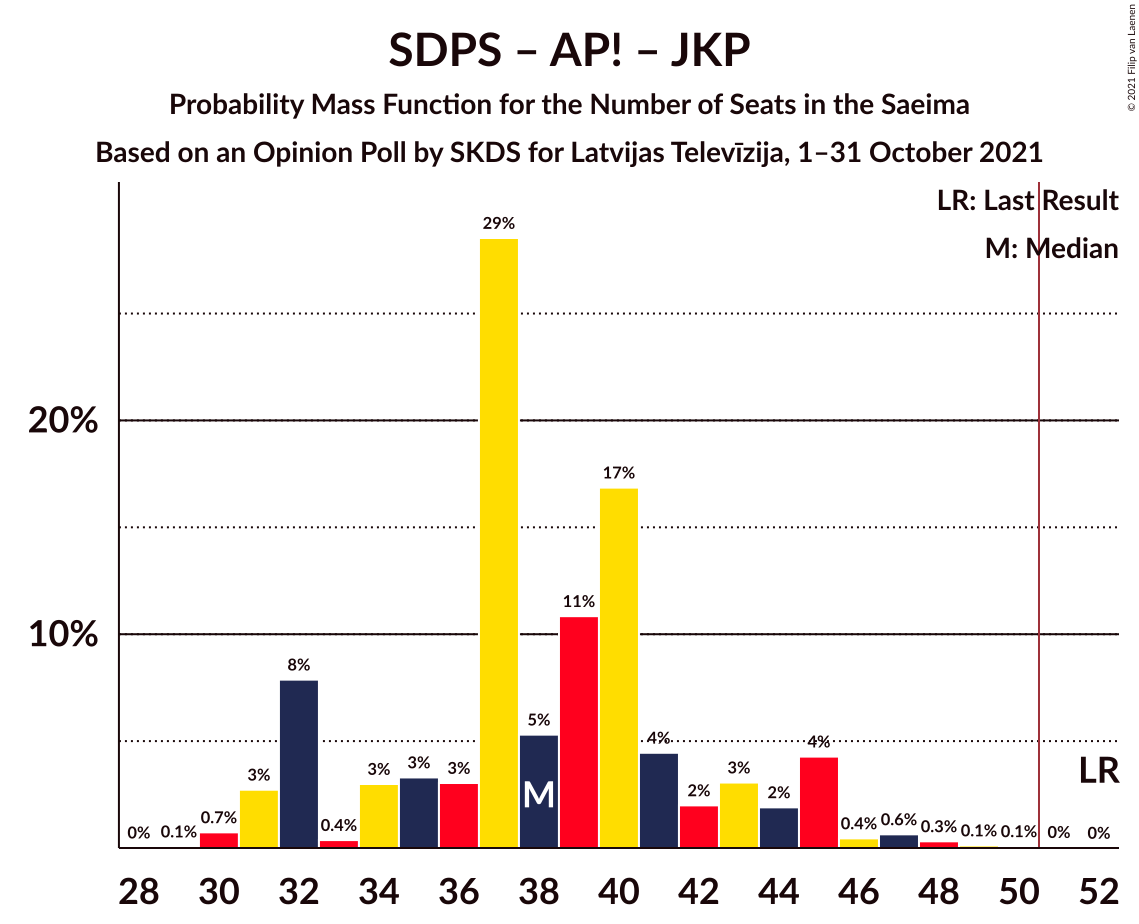 SDPS – AP! – JKP
Probability Mass Function for the Number of Seats in the Saeima
Based on an Opinion Poll by SKDS for Latvijas Televīzija, 1–31 October 2021
© 2021 Filip van Laenen
LR: Last Result
M: Median
20%
10%
0% 0.1% 0.7% 3% 8% 0.4% 3% 3% 3% 29% 5% 11% 17% 4% 2% 3% 2% 4% 0.4% 0.6% 0.3% 0.1% 0.1% 0% 0%
M
LR
28 30 32 34 36 38 40 42 44 46 48 50 52